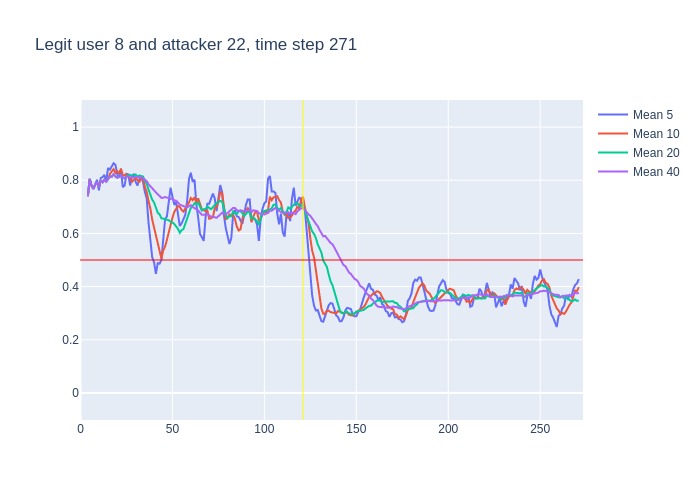 Legit user 8 and attacker 22, time step 271
Mean 5
Mean 10
Mean 20
Mean 40
1
0.8
0.6
0.4
0.2
0
0 50 100 150 200 250